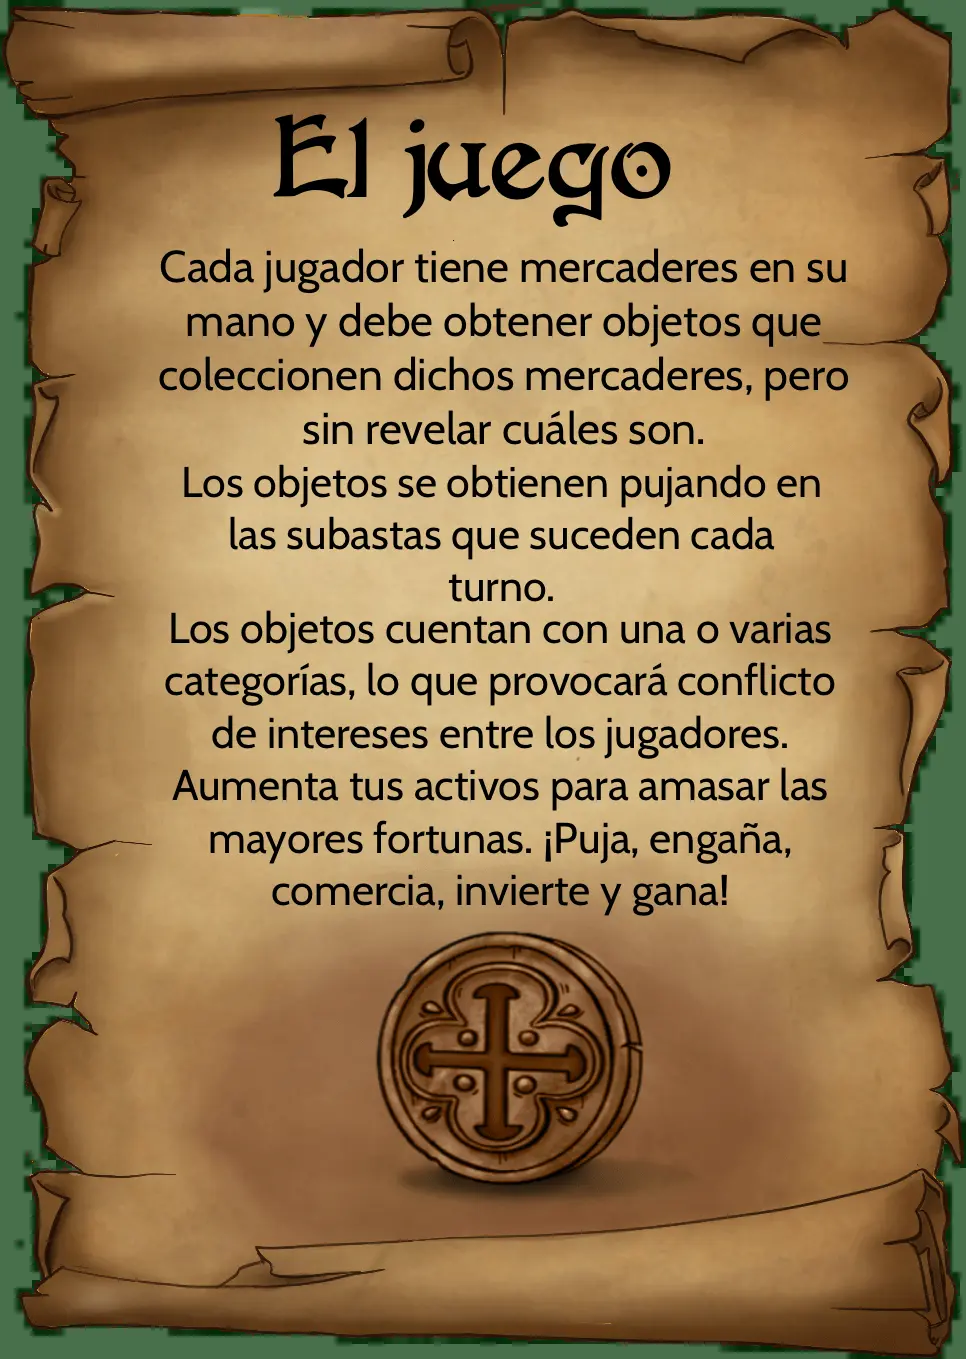 El juego
Cada jugador tiene mercaderes en su
mano y debe obtener objetos que
coleccionen dichos mercaderes, pero
sin revelar cuáles son.
Los objetos se obtienen pujando en
las subastas que suceden cada
turno.
Los objetos cuentan con una o varias
categorías, lo que provocará conflicto
de intereses entre los jugadores.
Aumenta tus activos para amasar las
mayores fortunas. ¡Puja, engaña,
comercia, invierte y gana!